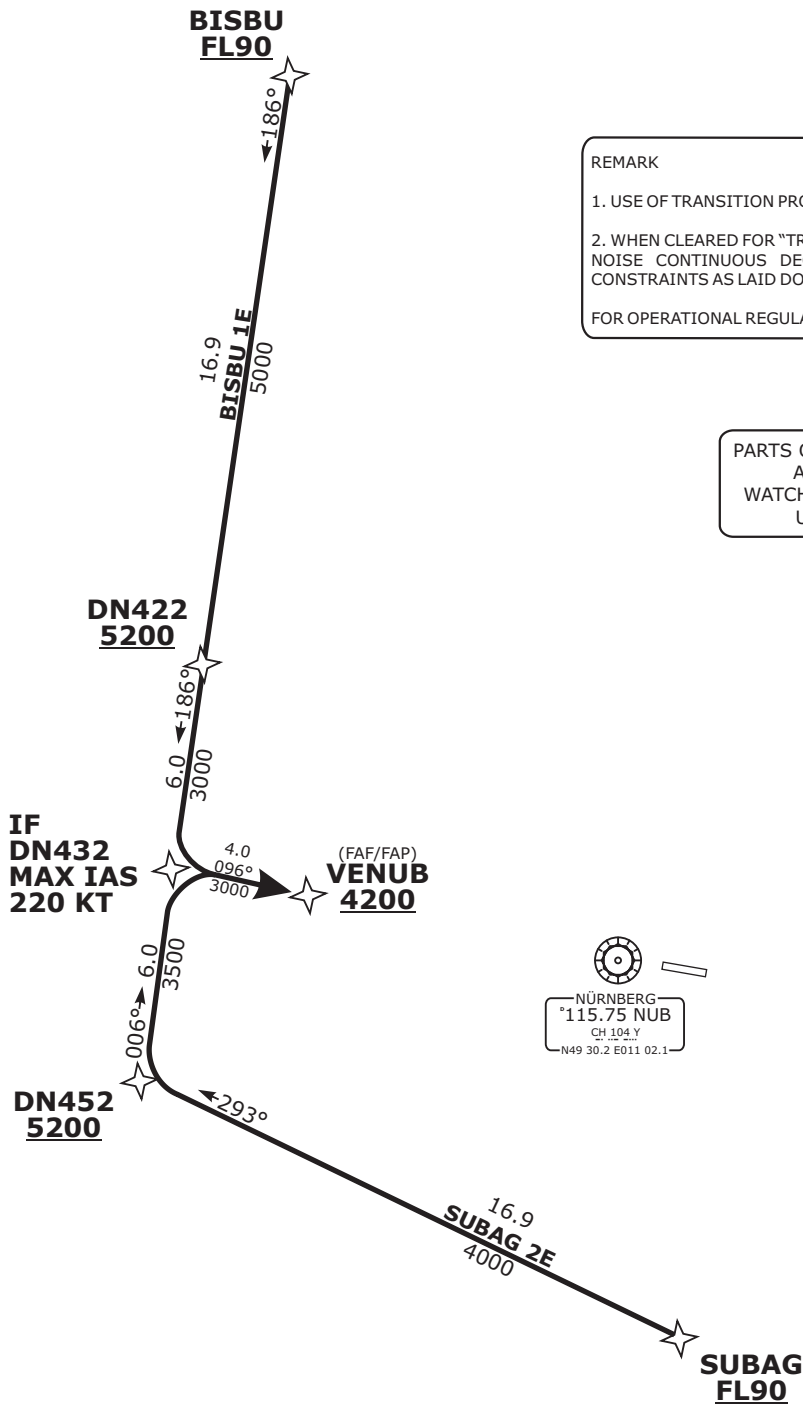 BISBU
FL90
186°
REMARK
1. USE OF TRANSITION PRO
2. WHEN CLEARED FOR "TR
NOISE CONTINUOUS DE
CONSTRAINTS AS LAID DO
FOR OPERATIONAL REGULA
16.9
BISBU 1E
5000
PARTS
A
WATCH
U
DN422
5200
186°
6.0
3000
IF
DN432
MAX IAS
220 KT
4.0
096°
3000
(FAF/FAP)
VENUB
4200
6.0
3500
006°
NÜRNBERG
115.75 NUB
CH 104 Y
N49 30.2 E011 02.1
DN452
5200
293°
16.9
SUBAG 2E
4000
SUBAG
FL90